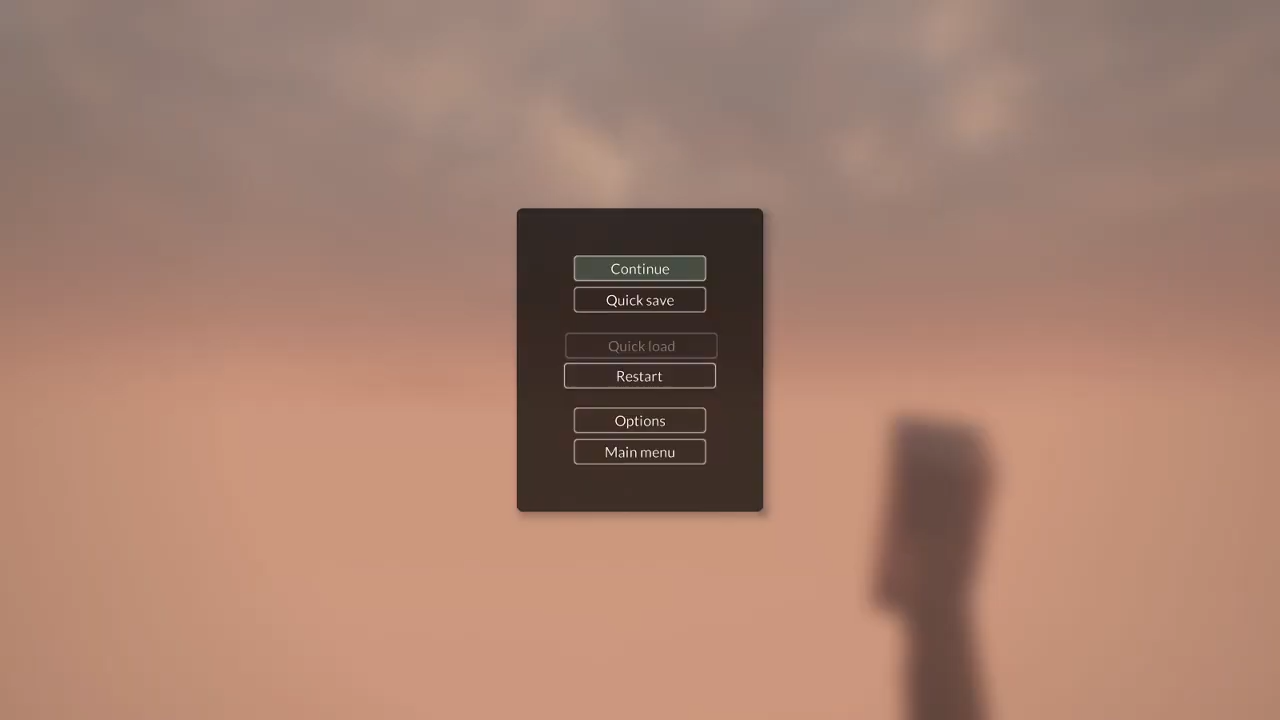 Continue
Quick save
Quick load
Restart
Options
Main menu